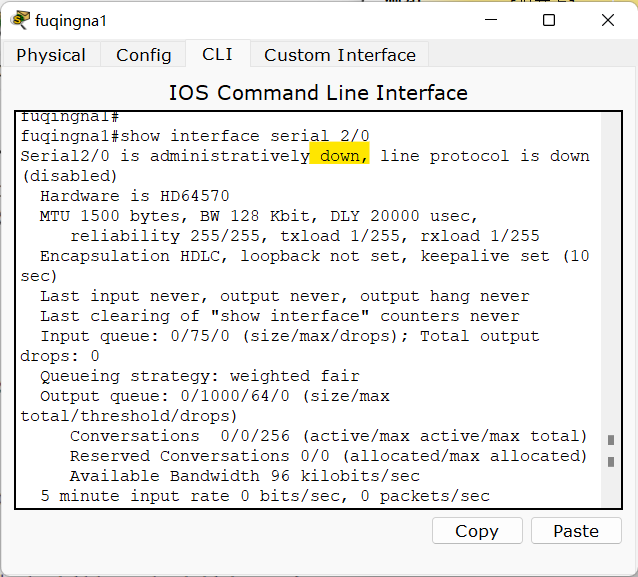 fuqingna1
Physical Config CLI Custom Interface
IOS Command Line Interface
fuqingna1#
fuqingna1#show interface serial 2/0
Serial2/0 is administratively down, line protocol is down
(disabled)
Hardware is HD64570
MTU 1500 bytes, BW 128 Kbit, DLY 20000 usec,
reliability 255/255, txload 1/255, rxload 1/255
Encapsulation HDLC, loopback not set, keepalive set (10
sec)
Last input never, output never, output hang never
Last clearing of "show interface" counters never
Input queue: 0/75/0 (size/max/drops); Total output
drops: 0
Queueing strategy: weighted fair
Output queue: 0/1000/64/0 (size/max
total/threshold/drops)
Conversations  0/0/256 (active/max active/max total)
Reserved Conversations 0/0 (allocated/max allocated)
Available Bandwidth 96 kilobits/sec
5 minute input rate 0 bits/sec, 0 packets/sec
Copy Paste